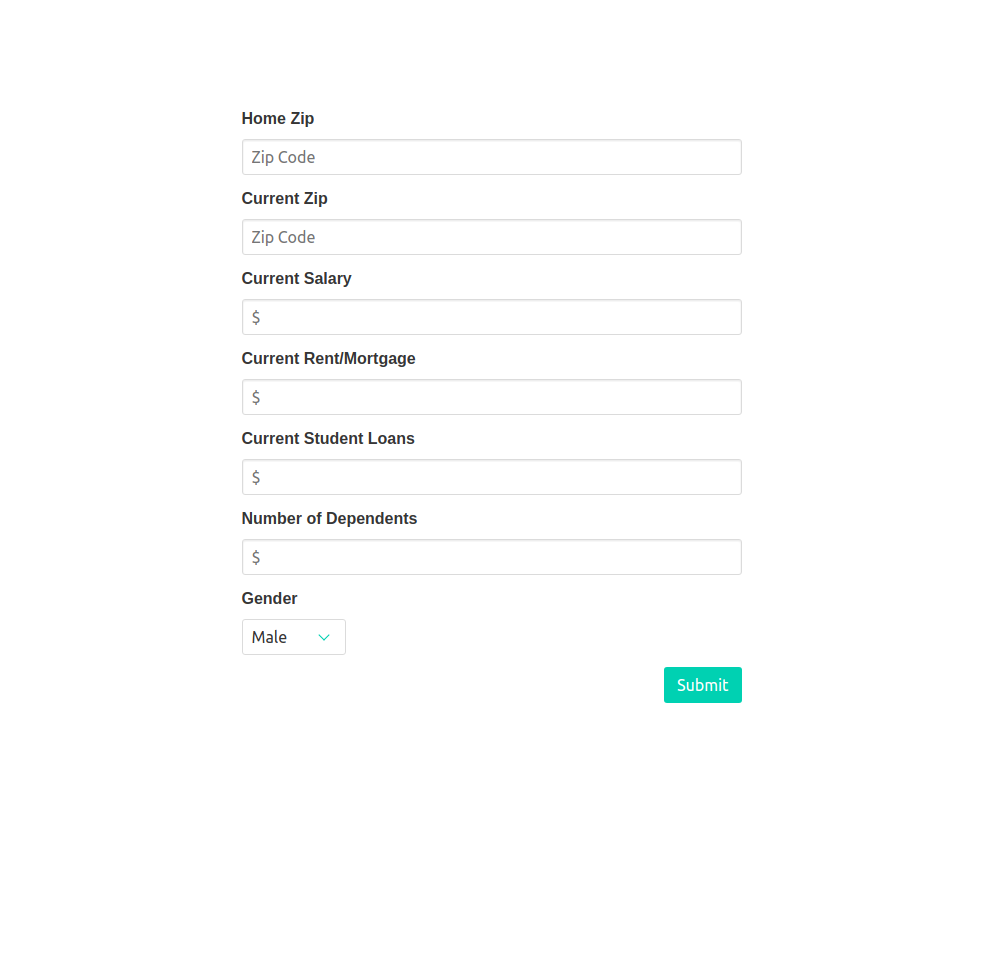 Home Zip
Zip Code
Current Zip
Zip Code
Current Salary
$
Current Rent/Mortgage
$
Current Student Loans
$
Number of Dependents
$
Gender
Male
Submit